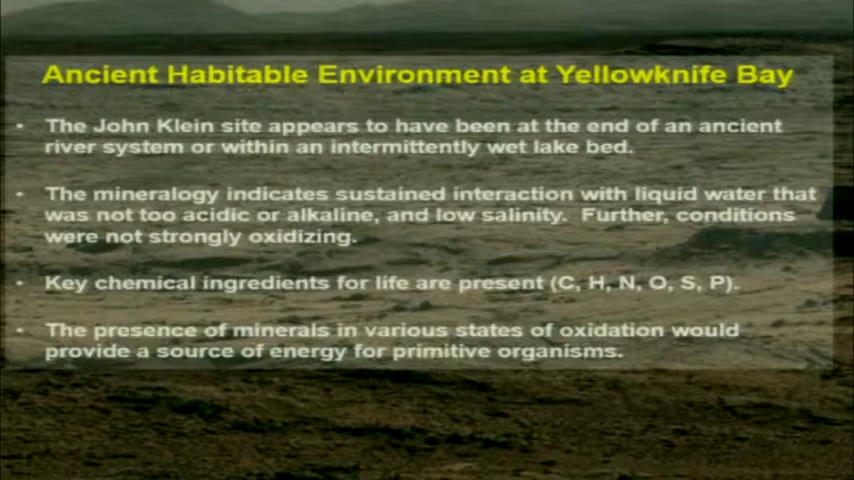 Ancient Habitable Environment at Yellowknife Bay
• The John Klein site appears to have been at the end of an ancient
river system or within an intermittently wet lake bed.
• The mineralogy indicates sustained interaction with liquid water that
was not too acidic or alkaline, and low salinity. Further, conditions
were not strongly oxidizing.
• Key chemical ingredients for life are present (C, H, N, O, S, P).
• The presence of minerals in various states of oxidation would
provide a source of energy for primitive organisms.